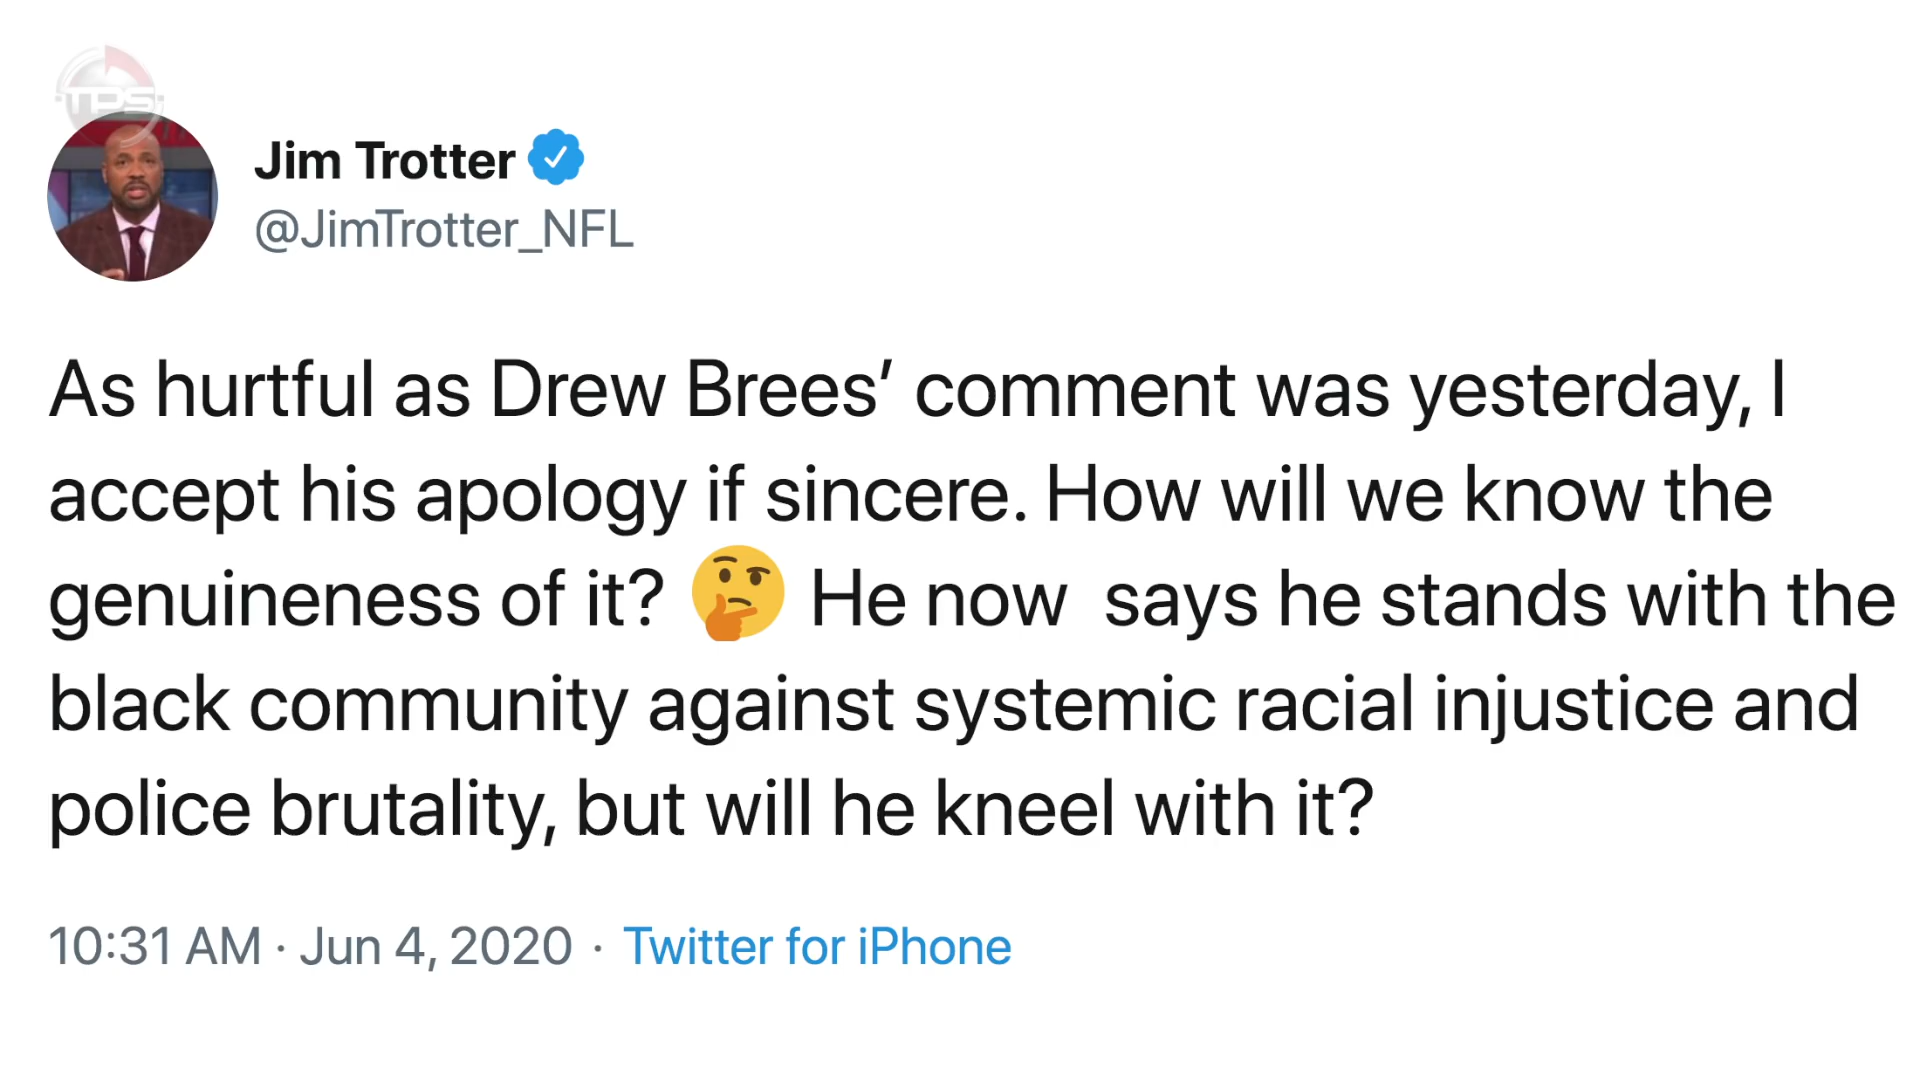 TPS
Jim Trotter
@JimTrotter_NFL
As hurtful as Drew Brees’ comment was yesterday, I
accept his apology if sincere. How will we know the
genuineness of it? 🤔 He now  says he stands with the
black community against systemic racial injustice and
police brutality, but will he kneel with it?
10:31 AM · Jun 4, 2020 · Twitter for iPhone